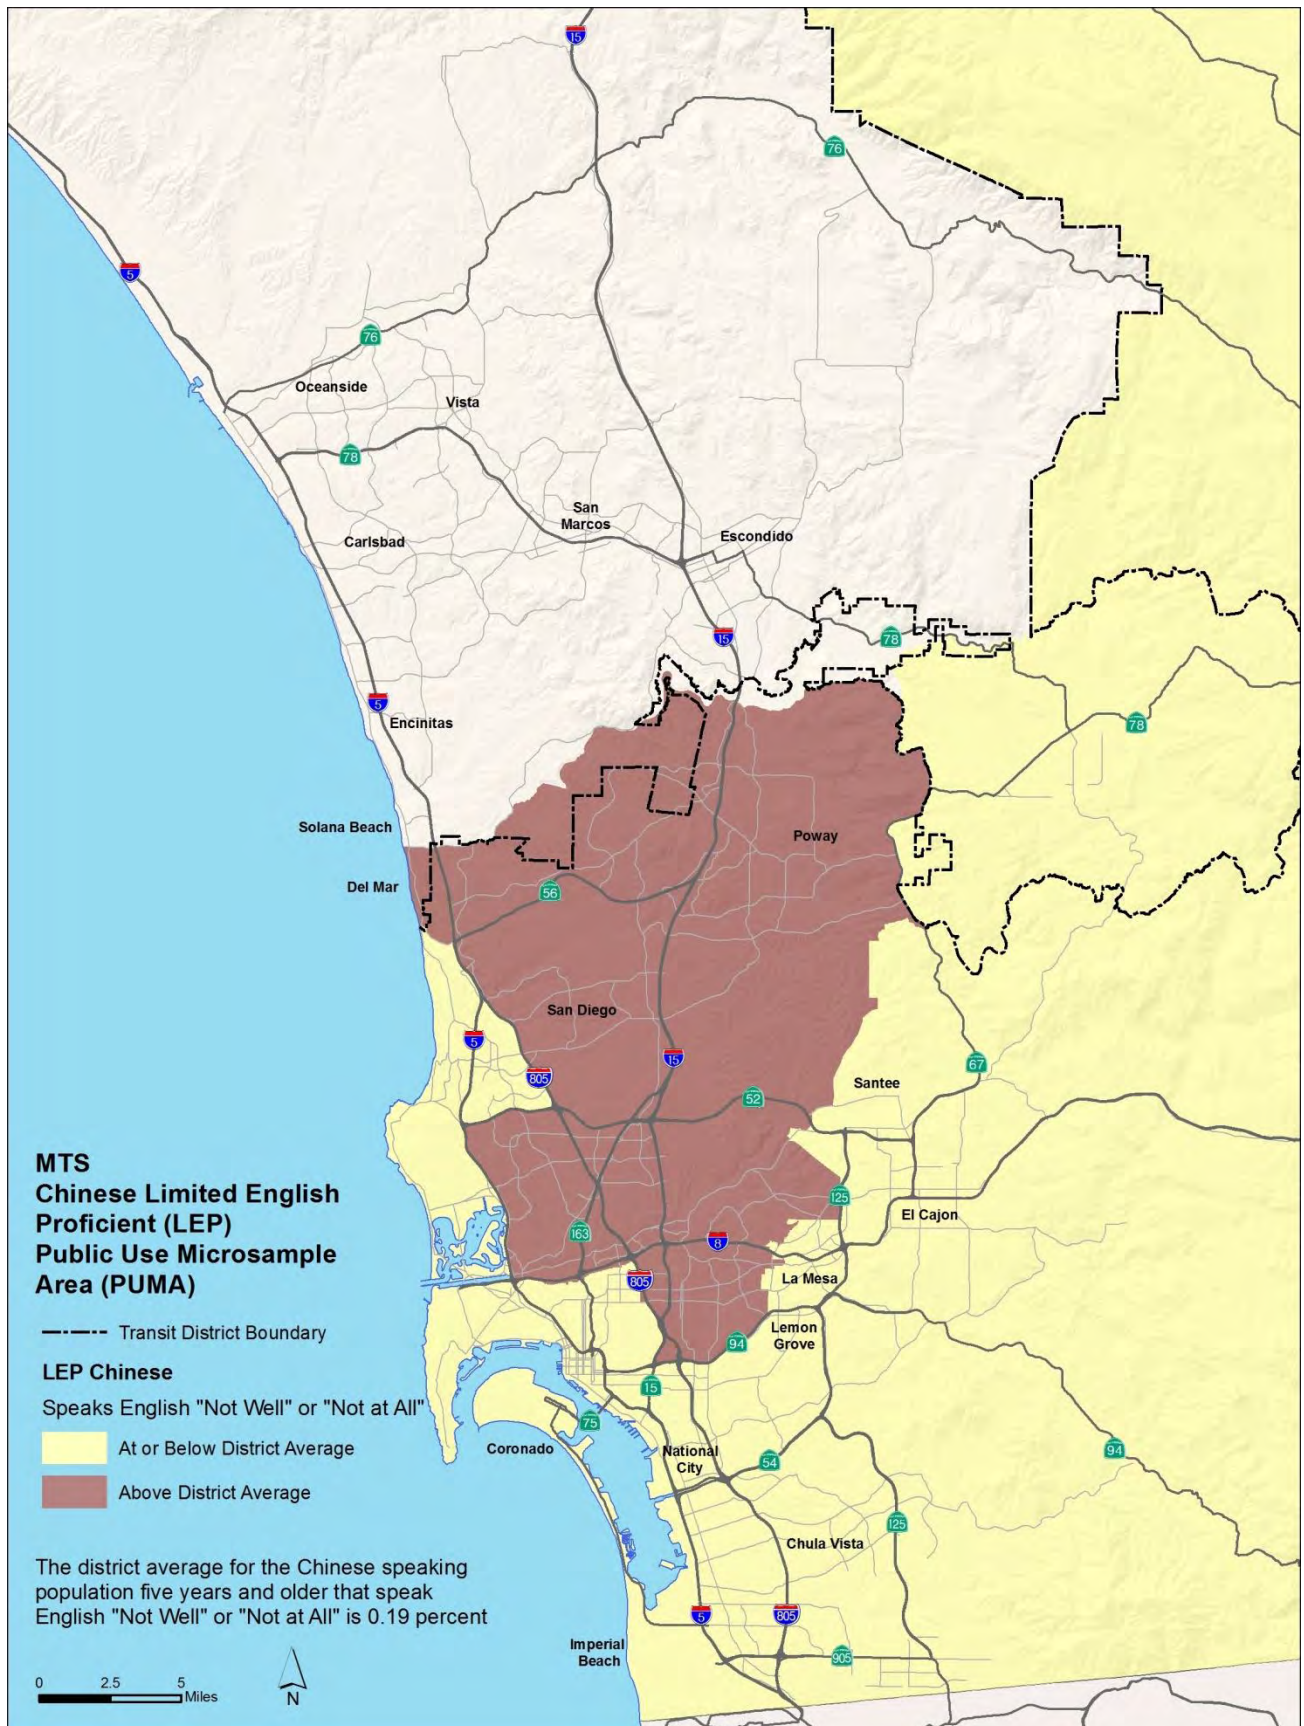 15
76
5
76
Oceanside
Vista
78
San
Marcos
Escondido
Carlsbad
15
78
5
Encinitas
78
Solana Beach
Poway
Del Mar
56
San Diego
5
15
67
805
Santee
52
MTS
Chinese Limited English
Proficient (LEP)
Public Use Microsample
Area (PUMA)
125
El Cajon
163
8
805
La Mesa
Transit District Boundary
Lemon
Grove
94
LEP Chinese
15
Speaks English "Not Well" or "Not at All"
75
At or Below District Average
Coronado
National
City
54
94
Above District Average
125
Chula Vista
The district average for the Chinese speaking
population five years and older that speak
English "Not Well" or "Not at All" is 0.19 percent
5
805
Imperial
Beach
905
0 2.5 5
Miles
N